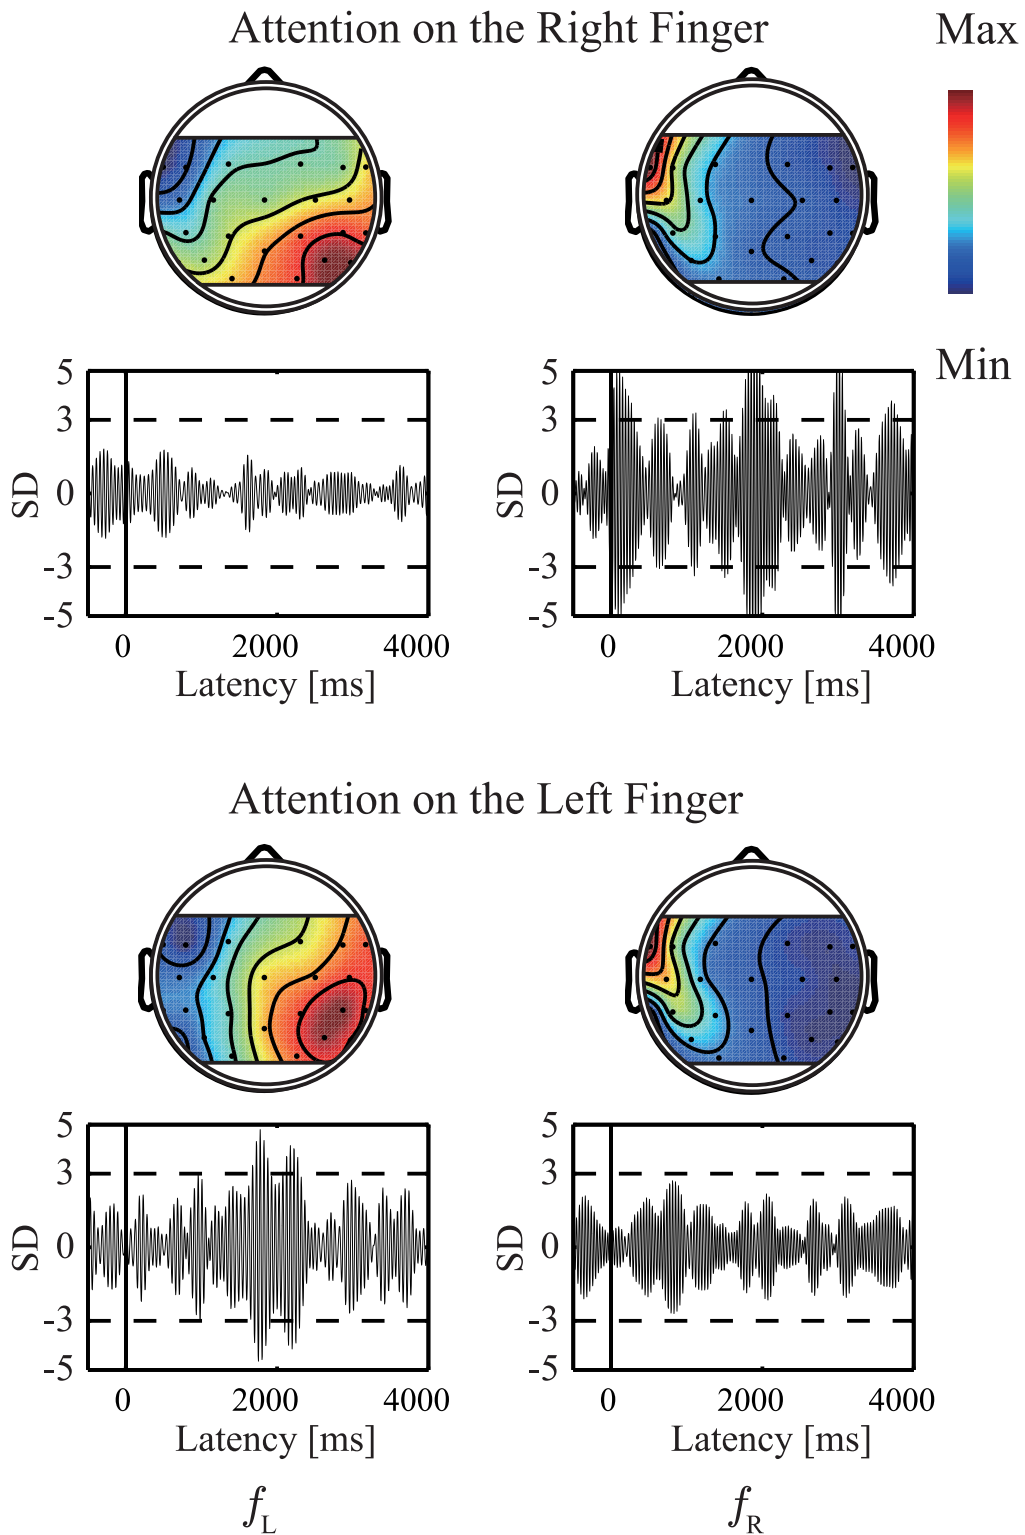 Attention on the Right Finger
Max
Min
5 3 0 -3 -5
SD
0 2000 4000
Latency [ms]
5 3 0 -3 -5
SD
0 2000 4000
Latency [ms]
Attention on the Left Finger
5 3 0 -3 -5
SD
0 2000 4000
Latency [ms]
5 3 0 -3 -5
SD
0 2000 4000
Latency [ms]
fL
fR